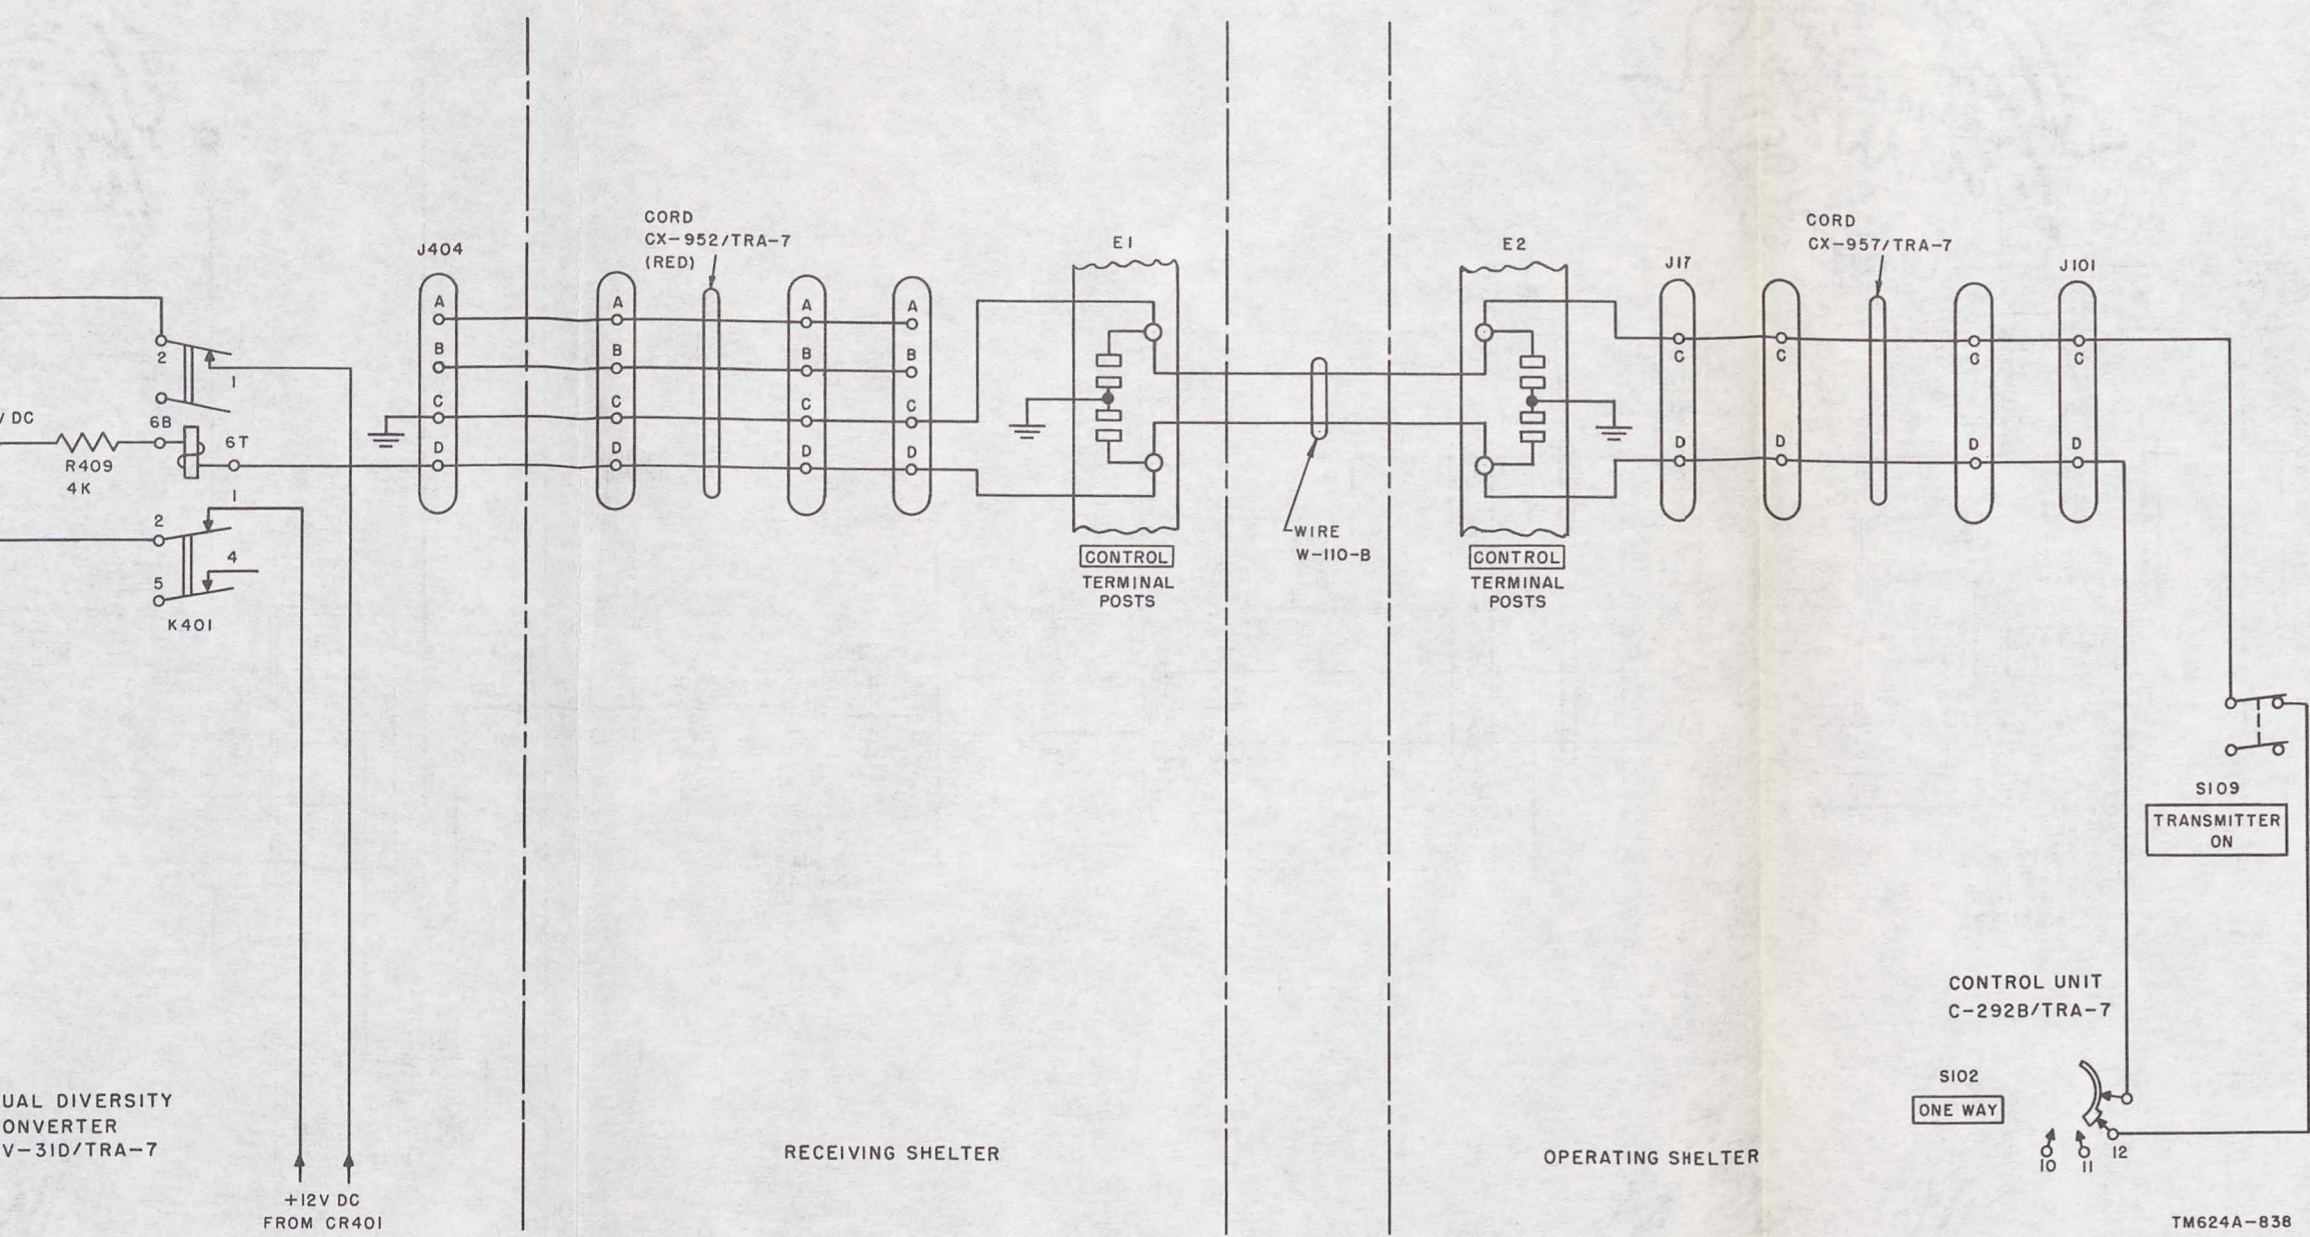 CORD
CX-952/TRA-7
(RED)
J404
A
B
C
D
A
B
C
D
A
B
C
D
A
B
C
D
E1
CONTROL
TERMINAL
POSTS
WIRE
W-110-B
E2
CONTROL
TERMINAL
POSTS
J17
C
D
CORD
CX-957/TRA-7
C
D
C
D
J101
C
D
2
1
V DC
6B
6T
R409
4K
1
2
4
5
K401
S109
TRANSMITTER
ON
CONTROL UNIT
C-292B/TRA-7
S102
ONE WAY
10
11
12
UAL DIVERSITY
ONVERTER
V-31D/TRA-7
+12V DC
FROM CR401
RECEIVING SHELTER
OPERATING SHELTER
TM624A-838